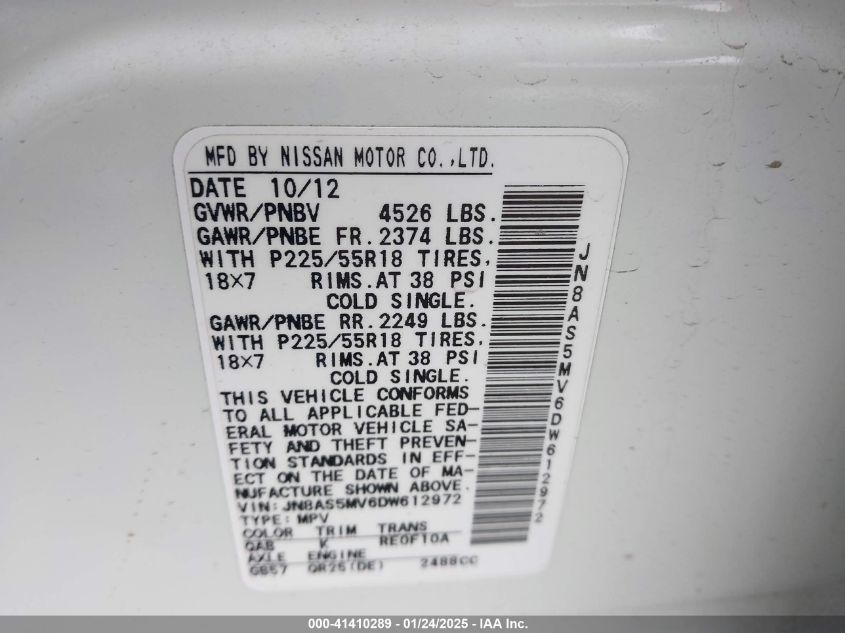 MFD BY NISSAN MOTOR CO.,LTD.
DATE 10/12
GVWR/PNBV 4526 LBS.
GAWR/PNBE FR.2374 LBS.
WITH P225/55R18 TIRES,
18×7 RIMS.AT 38 PSI
COLD SINGLE.
GAWR/PNBE RR.2249 LBS.
WITH P225/55R18 TIRES,
18×7 RIMS.AT 38 PSI
COLD SINGLE.
THIS VEHICLE CONFORMS
TO ALL APPLICABLE FED-
ERAL MOTOR VEHICLE SA-
FETY AND THEFT PREVEN-
TION STANDARDS IN EFF-
ECT ON THE DATE OF MA-
NUFACTURE SHOWN ABOVE.
VIN: JN8AS5MV6DW612972
TYPE: MPV
COLOR TRIM TRANS
QAB K RE0F10A
AXLE ENGINE
GB57 QR25(DE) 2488CC
JN8AS5MV6DW612972
000-41410289 - 01/24/2025 - IAA Inc.